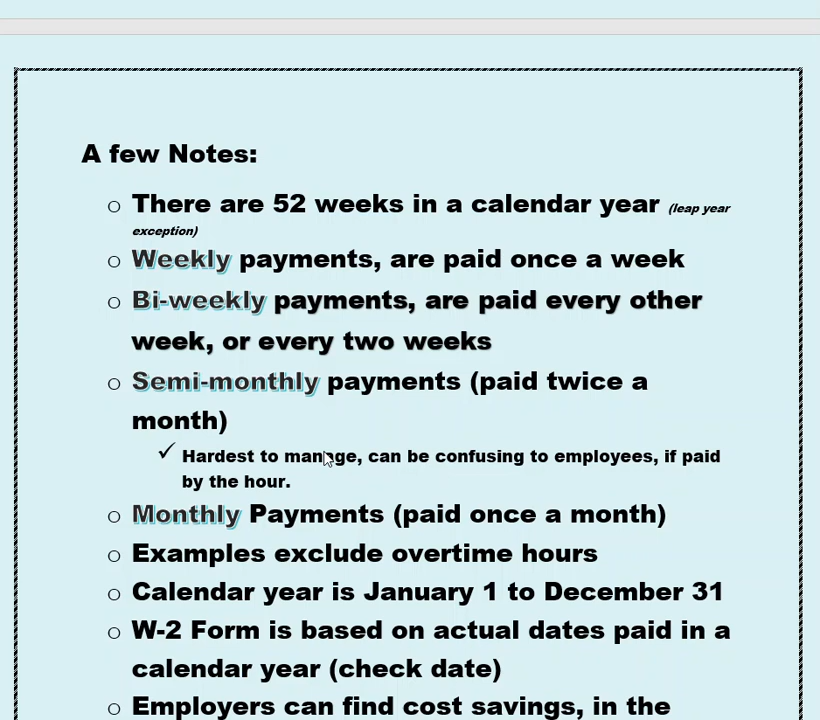 A few Notes:
There are 52 weeks in a calendar year (leap year
exception)
Weekly payments, are paid once a week
Bi-weekly payments, are paid every other
week, or every two weeks
Semi-monthly payments (paid twice a
month)
Hardest to manage, can be confusing to employees, if paid
by the hour.
Monthly Payments (paid once a month)
Examples exclude overtime hours
Calendar year is January 1 to December 31
W-2 Form is based on actual dates paid in a
calendar year (check date)
Employers can find cost savings, in the